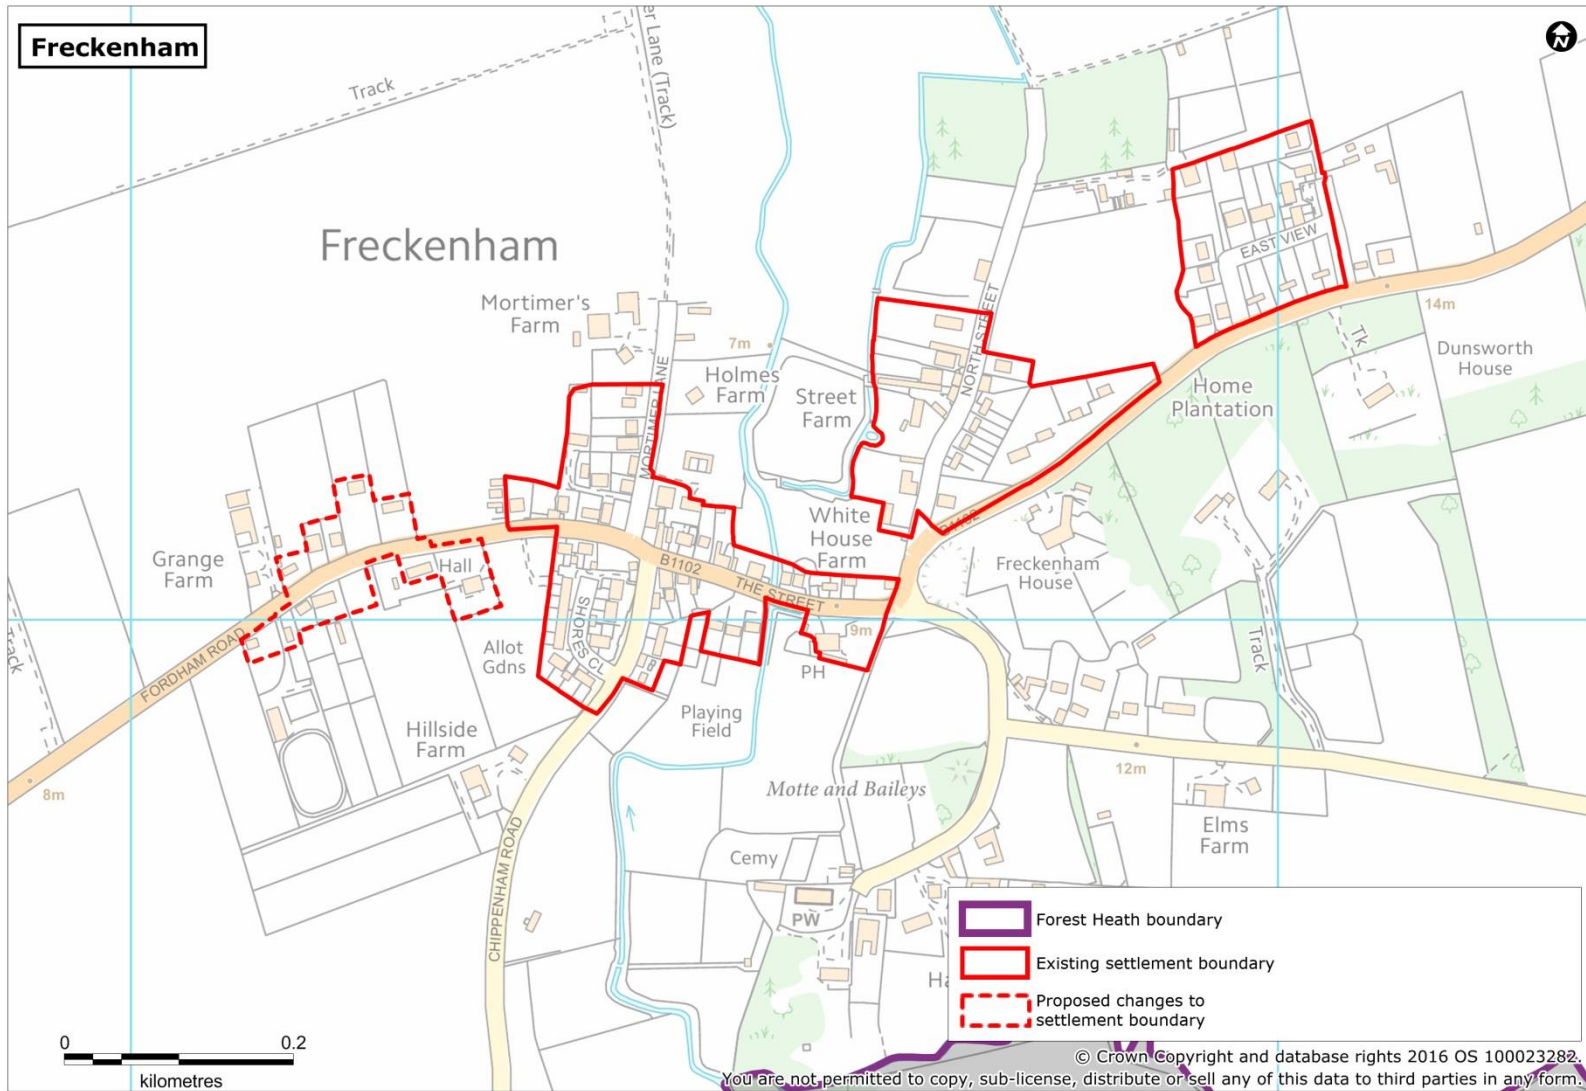 Freckenham
N
er Lane (Track)
Track
Freckenham
Mortimer's
Farm
7m
MORTIMER LANE
Holmes
Farm
Street
Farm
NORTH STREET
EAST VIEW
14m
Tk
Dunsworth
House
Home
Plantation
White
House
Farm
Grange
Farm
Hall
B1102
THE STREET
9m
Freckenham
House
SHORES CL
Allot
Gdns
PH
Track
Track
FORDHAM ROAD
Playing
Field
Hillside
Farm
8m
12m
Motte and Baileys
Elms
Farm
CHIPPENHAM ROAD
Cemy
PW
Ha
Forest Heath boundary
Existing settlement boundary
Proposed changes to
settlement boundary
0 0.2
kilometres
© Crown Copyright and database rights 2016 OS 100023282.
You are not permitted to copy, sub-license, distribute or sell any of this data to third parties in any form.